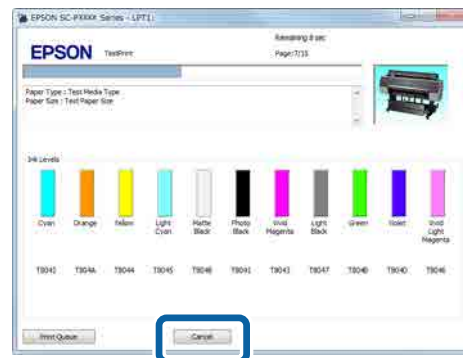 EPSON SC-PXXXX Series - LPT1:
EPSON TestPrint
Remaining 8 sec
Page:7/15
Paper Type : Test Media Type
Paper Size : Test Paper Size
Ink Levels
Cyan Orange Yellow Light Cyan Matte Black Photo Black Vivid Magenta Light Black Green Violet Vivid Light Magenta
T8042 T804A T8044 T8045 T8048 T8041 T8043 T8047 T804B T804D T8046
Print Queue Cancel